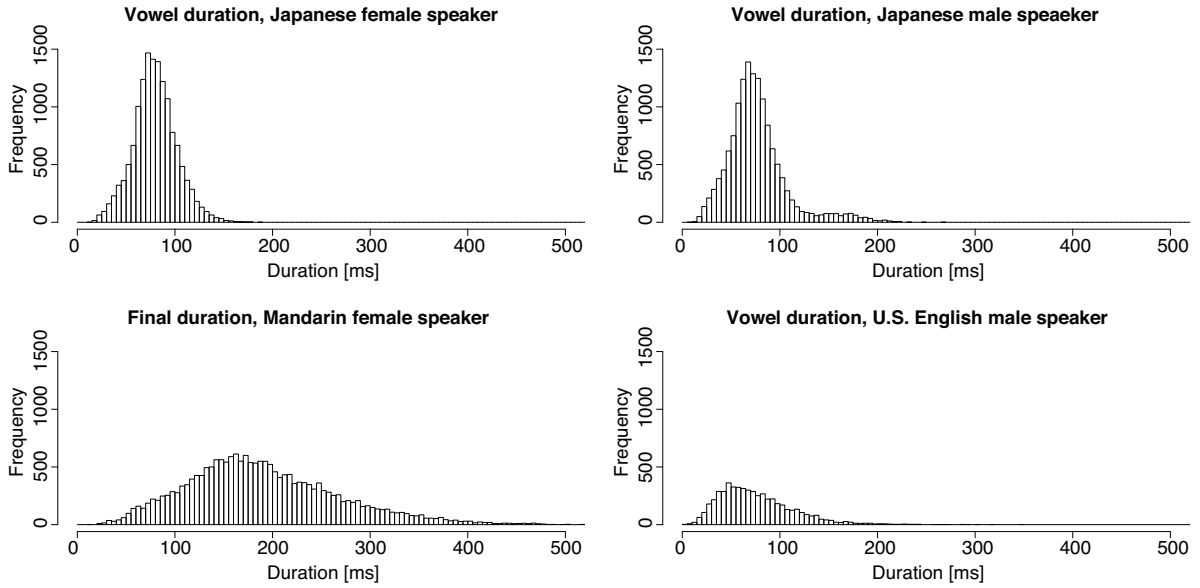 Vowel duration, Japanese female speaker
Frequency
0 500 1000 1500
0 100 200 300 400 500
Duration [ms]
Vowel duration, Japanese male speaeker
Frequency
0 500 1000 1500
0 100 200 300 400 500
Duration [ms]
Final duration, Mandarin female speaker
Frequency
0 500 1000 1500
0 100 200 300 400 500
Duration [ms]
Vowel duration, U.S. English male speaker
Frequency
0 500 1000 1500
0 100 200 300 400 500
Duration [ms]